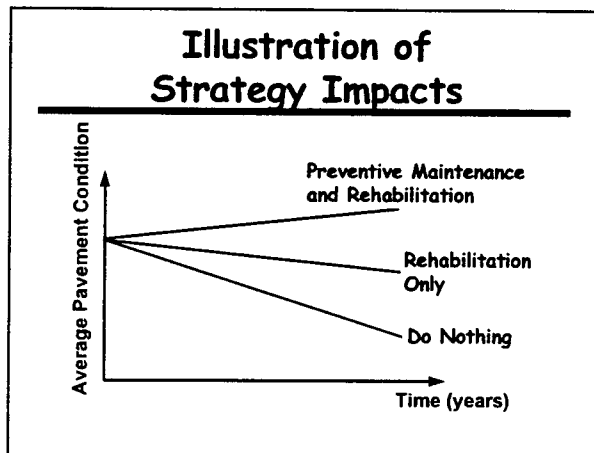 Illustration of
Strategy Impacts
Average Pavement Condition
Preventive Maintenance
and Rehabilitation
Rehabilitation
Only
Do Nothing
Time (years)